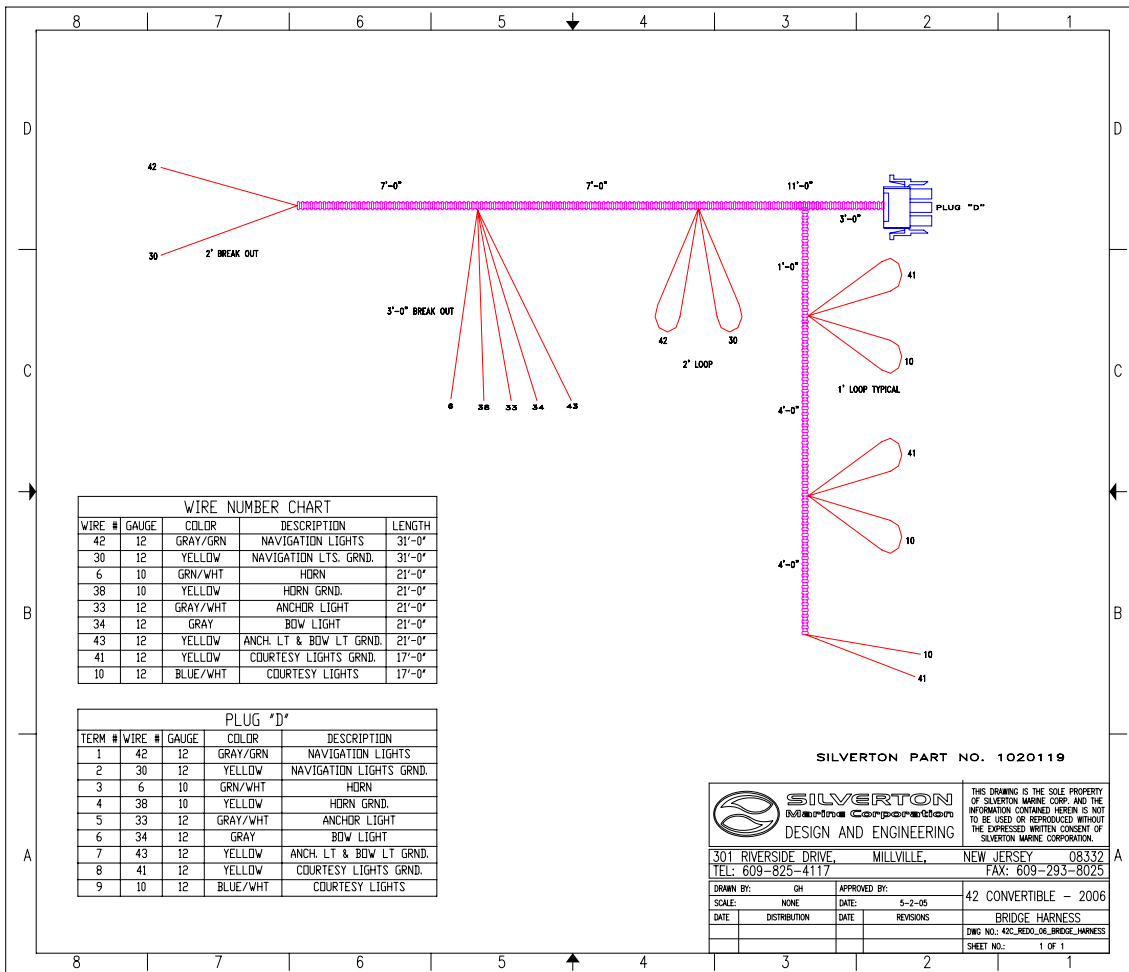 8 7 6 5 4 3 2 1
D D
42
7'-0" 7'-0" 11'-0"
PLUG "D"
3'-0"
30
2' BREAK OUT
1'-0"
41
3'-0" BREAK OUT
42 30
10
2' LOOP
1' LOOP TYPICAL
C C
6 38 33 34 43
4'-0"
41
10
4'-0"
WIRE NUMBER CHART
WIRE # GAUGE COLOR DESCRIPTION LENGTH
42 12 GRAY/GRN NAVIGATION LIGHTS 31'-0"
30 12 YELLOW NAVIGATION LTS. GRND. 31'-0"
6 10 GRN/WHT HORN 21'-0"
38 10 YELLOW HORN GRND. 21'-0"
33 12 GRAY/WHT ANCHOR LIGHT 21'-0"
34 12 GRAY BOW LIGHT 21'-0"
43 12 YELLOW ANCH. LT & BOW LT GRND. 21'-0"
41 12 YELLOW COURTESY LIGHTS GRND. 17'-0"
10 12 BLUE/WHT COURTESY LIGHTS 17'-0"
B B
10
41
PLUG "D"
TERM # WIRE # GAUGE COLOR DESCRIPTION
1 42 12 GRAY/GRN NAVIGATION LIGHTS
2 30 12 YELLOW NAVIGATION LIGHTS GRND.
3 6 10 GRN/WHT HORN
4 38 10 YELLOW HORN GRND.
5 33 12 GRAY/WHT ANCHOR LIGHT
6 34 12 GRAY BOW LIGHT
7 43 12 YELLOW ANCH. LT & BOW LT GRND.
8 41 12 YELLOW COURTESY LIGHTS GRND.
9 10 12 BLUE/WHT COURTESY LIGHTS
SILVERTON PART NO. 1020119
SILVERTON
Marine Corporation
DESIGN AND ENGINEERING
THIS DRAWING IS THE SOLE PROPERTY
OF SILVERTON MARINE CORP. AND THE
INFORMATION CONTAINED HEREIN IS NOT
TO BE USED OR REPRODUCED WITHOUT
THE EXPRESSED WRITTEN CONSENT OF
SILVERTON MARINE CORPORATION.
A A
301 RIVERSIDE DRIVE, MILLVILLE, NEW JERSEY 08332
TEL: 609-825-4117 FAX: 609-293-8025
DRAWN BY: GH APPROVED BY:
SCALE: NONE DATE: 5-2-05
42 CONVERTIBLE - 2006
DATE DISTRIBUTION DATE REVISIONS
BRIDGE HARNESS
DWG NO.: 42C_REDO_06_BRIDGE_HARNESS
SHEET NO.: 1 OF 1
8 7 6 5 4 3 2 1